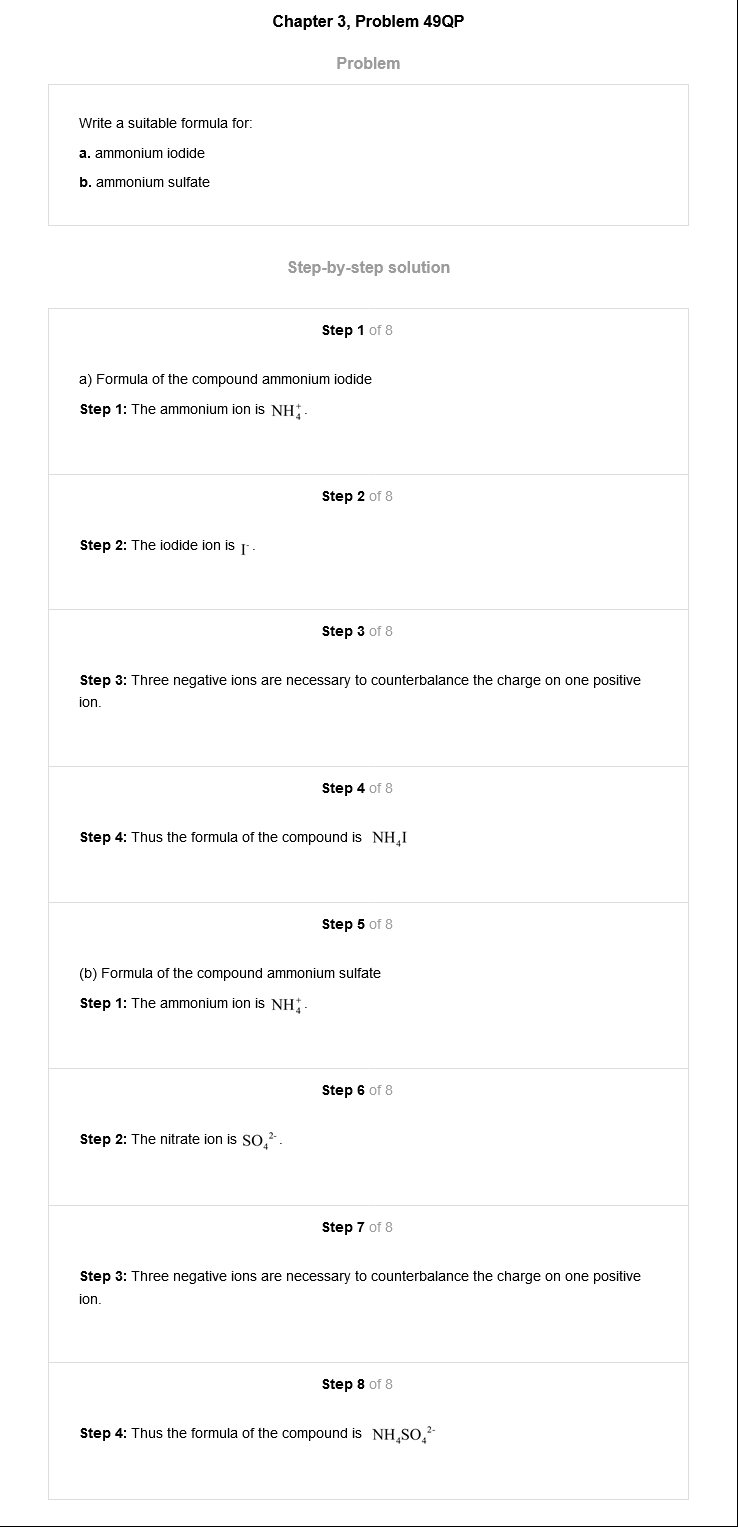 Chapter 3, Problem 49QP
Problem
Write a suitable formula for:
a. ammonium iodide
b. ammonium sulfate
Step-by-step solution
Step 1 of 8
a) Formula of the compound ammonium iodide
Step 1: The ammonium ion is NH₄⁺.
Step 2 of 8
Step 2: The iodide ion is I⁻.
Step 3 of 8
Step 3: Three negative ions are necessary to counterbalance the charge on one positive
ion.
Step 4 of 8
Step 4: Thus the formula of the compound is NH₄I
Step 5 of 8
(b) Formula of the compound ammonium sulfate
Step 1: The ammonium ion is NH₄⁺.
Step 6 of 8
Step 2: The nitrate ion is SO₄²⁻.
Step 7 of 8
Step 3: Three negative ions are necessary to counterbalance the charge on one positive
ion.
Step 8 of 8
Step 4: Thus the formula of the compound is NH₄SO₄²⁻